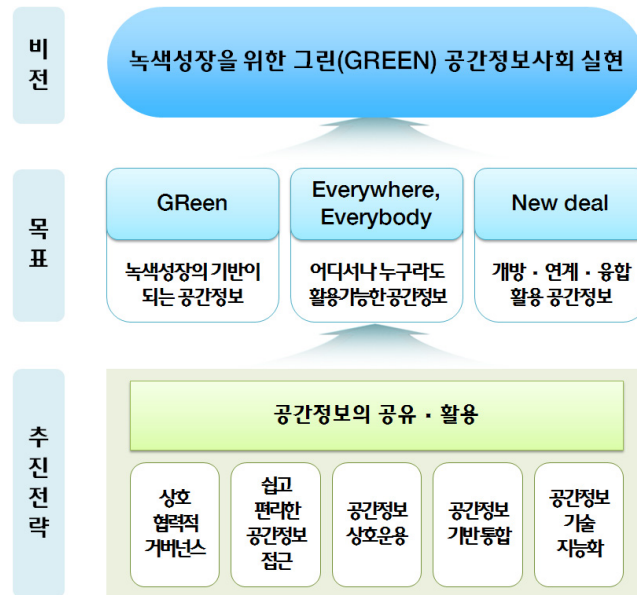 비전
녹색성장을 위한 그린(GREEN) 공간정보사회 실현
목표
GReen
녹색성장의 기반이
되는 공간정보
Everywhere,
Everybody
어디서나 누구라도
활용가능한 공간정보
New deal
개방 · 연계 · 융합
활용 공간정보
추진전략
공간정보의 공유 · 활용
상호
협력적
거버넌스
쉽고
편리한
공간정보
접근
공간정보
상호운용
공간정보
기반통합
공간정보
기술
지능화